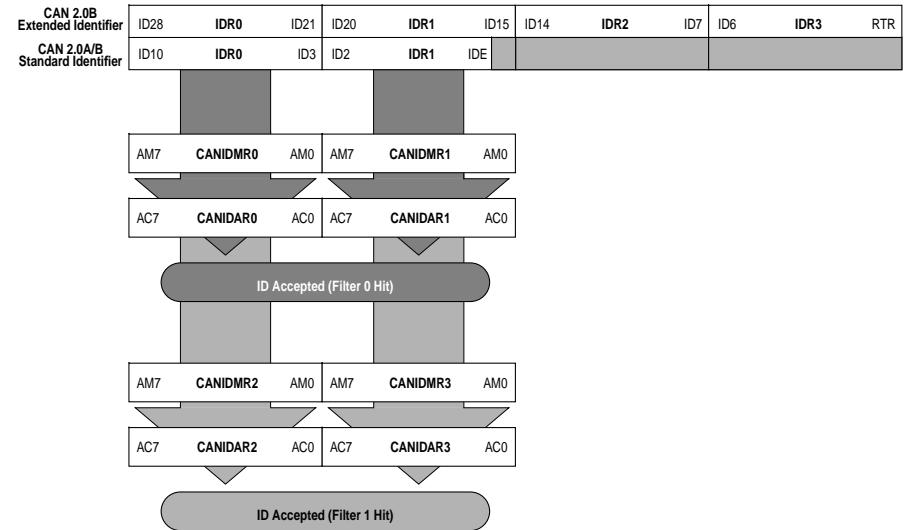 CAN 2.0B
Extended Identifier ID28 IDR0 ID21 ID20 IDR1 ID15 ID14 IDR2 ID7 ID6 IDR3 RTR
CAN 2.0A/B
Standard Identifier ID10 IDR0 ID3 ID2 IDR1 IDE
AM7 CANIDMR0 AM0 AM7 CANIDMR1 AM0
AC7 CANIDAR0 AC0 AC7 CANIDAR1 AC0
ID Accepted (Filter 0 Hit)
AM7 CANIDMR2 AM0 AM7 CANIDMR3 AM0
AC7 CANIDAR2 AC0 AC7 CANIDAR3 AC0
ID Accepted (Filter 1 Hit)